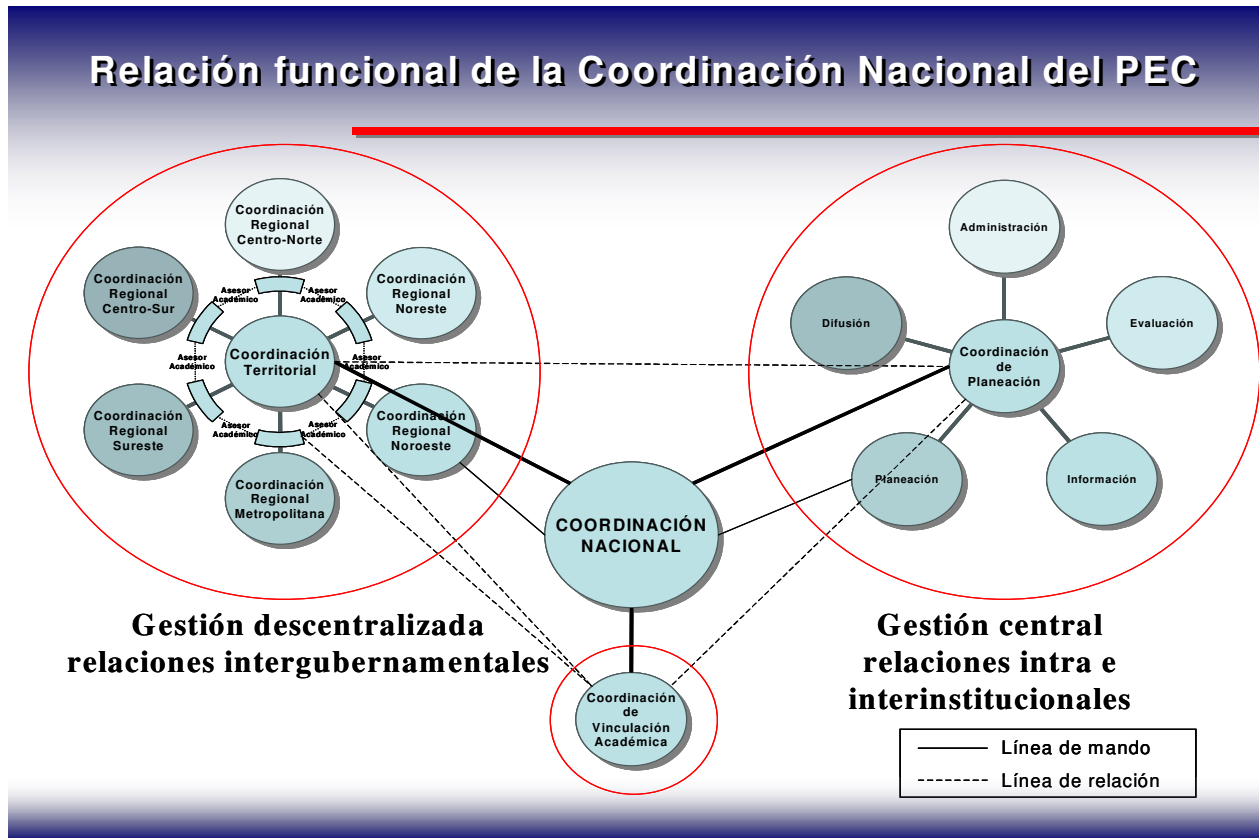 Relación funcional de la Coordinación Nacional del PEC
Coordinación
Regional
Centro-Norte
Coordinación
Regional
Centro-Sur
Asesor
Académico
Asesor
Académico
Coordinación
Regional
Noreste
Asesor
Académico
Coordinación
Territorial
Asesor
Académico
Coordinación
Regional
Sureste
Asesor
Académico
Asesor
Académico
Coordinación
Regional
Noroeste
Coordinación
Regional
Metropolitana
Administración
Difusión
Evaluación
Coordinación
de
Planeación
Planeación
Información
COORDINACIÓN
NACIONAL
Gestión descentralizada
relaciones intergubernamentales
Gestión central
relaciones intra e
interinstitucionales
Coordinación
de
Vinculación
Académica
Línea de mando
Línea de relación